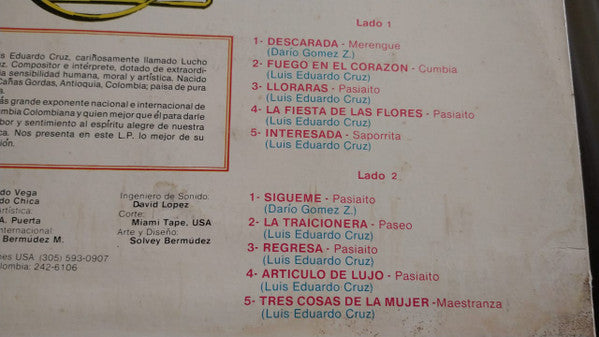 is Eduardo Cruz, cariñosamente llamado Lucho
z. Compositor e intérprete, dotado de extraordi-
ia sensibilidad humana, moral y artística. Nacido
Cañas Gordas, Antioquia, Colombia; paisa de pura
a.
ás grande exponente nacional e internacional de
mbia Colombiana y quien mejor que él pata darle
bor y sentimiento al espíritu alegre de nuestra
ca. Nos presenta en este L.P. lo mejor de su
ión.
do Vega
do Chica
Artística:
A. Puerta
nternacional:
Bermúdez M.
Ingeniero de Sonido:
David Lopez
Corte:
Miami Tape. USA
Arte y Diseño:
Solvey Bermúdez
nes USA (305) 593-0907
olombia: 242-6106
Lado 1
1- DESCARADA - Merengue
(Darío Gomez Z.)
2- FUEGO EN EL CORAZON - Cumbia
(Luis Eduardo Cruz)
3- LLORARAS - Pasiaito
(Luis Eduardo Cruz)
4- LA FIESTA DE LAS FLORES - Pasiaito
(Luis Eduardo Cruz)
5- INTERESADA - Saporrita
(Luis Eduardo Cruz)
Lado 2
1- SIGUEME - Pasiaito
(Darío Gomez Z.)
2- LA TRAICIONERA - Paseo
(Luis Eduardo Cruz)
3- REGRESA - Pasiaito
(Luis Eduardo Cruz)
4- ARTICULO DE LUJO - Pasiaito
(Luis Eduardo Cruz)
5- TRES COSAS DE LA MUJER -Maestranza
(Luis Eduardo Cruz)